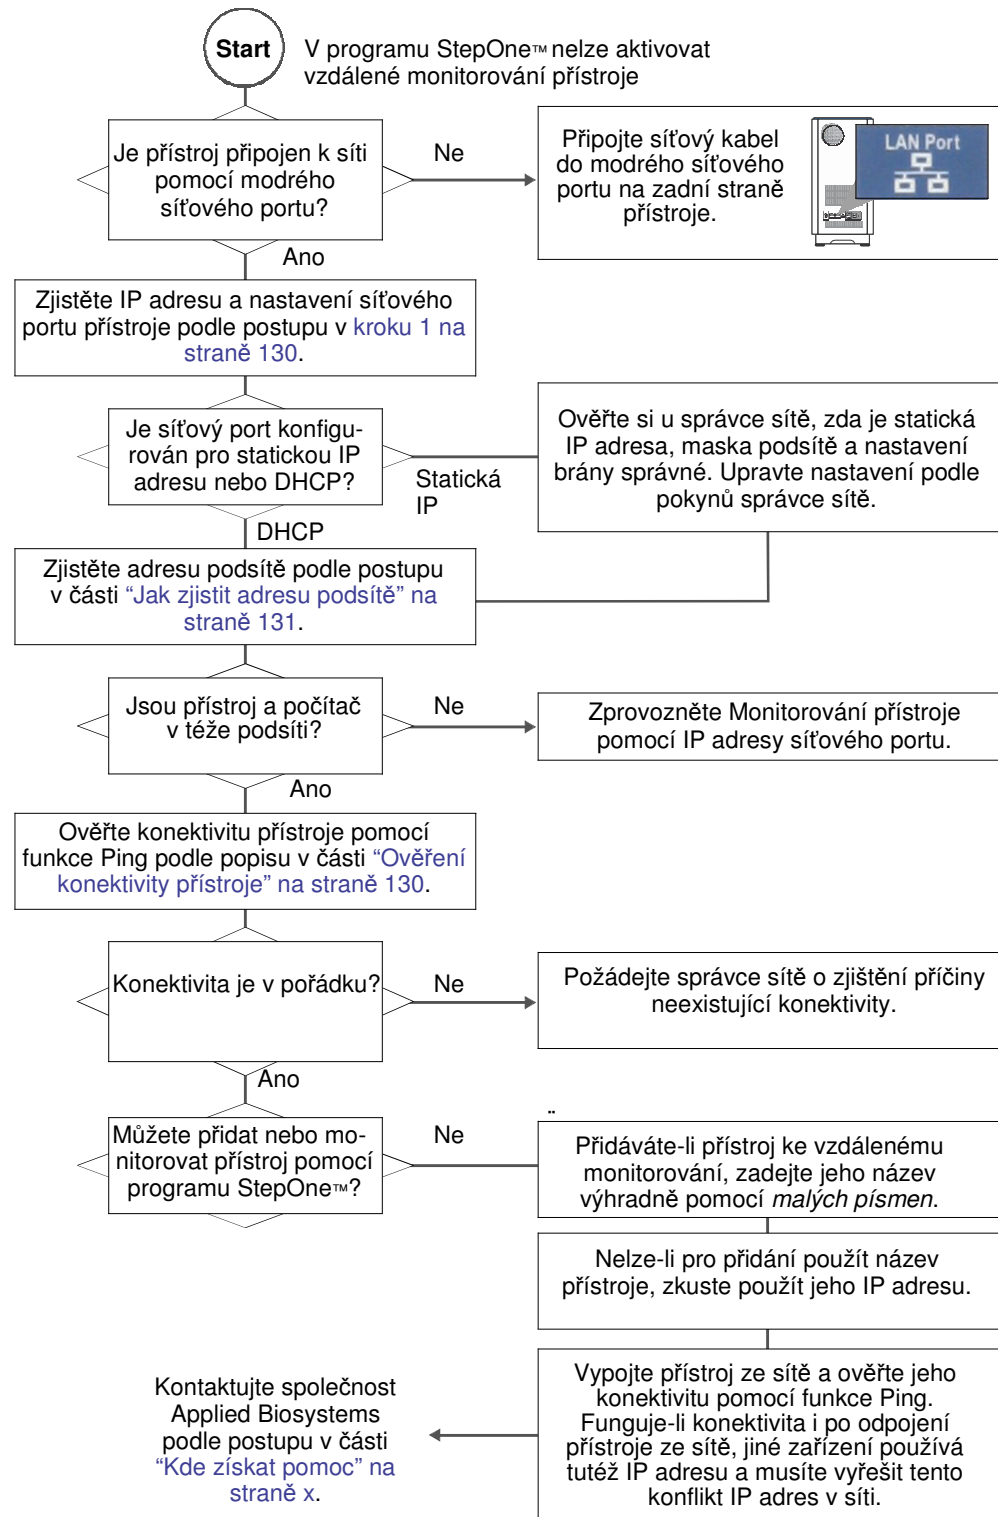 Start
V programu StepOne™ nelze aktivovat
vzdálené monitorování přístroje
Je přístroj připojen k síti
pomocí modrého
síťového portu?
Ne
Připojte síťový kabel
do modrého síťového
portu na zadní straně
přístroje.
LAN Port
Ano
Zjistěte IP adresu a nastavení síťového
portu přístroje podle postupu v kroku 1 na
straně 130.
Je síťový port konfigu-
rován pro statickou IP
adresu nebo DHCP?
Statická
IP
Ověřte si u správce sítě, zda je statická
IP adresa, maska podsítě a nastavení
brány správné. Upravte nastavení podle
pokynů správce sítě.
DHCP
Zjistěte adresu podsítě podle postupu
v části “Jak zjistit adresu podsítě” na
straně 131.
Jsou přístroj a počítač
v téže podsíti?
Ne
Zprovozněte Monitorování přístroje
pomocí IP adresy síťového portu.
Ano
Ověřte konektivitu přístroje pomocí
funkce Ping podle popisu v části “Ověření
konektivity přístroje” na straně 130.
Konektivita je v pořádku?
Ne
Požádejte správce sítě o zjištění příčiny
neexistující konektivity.
Ano
Můžete přidat nebo mo-
nitorovat přístroj pomocí
programu StepOne™?
Ne
¨
Přidáváte-li přístroj ke vzdálenému
monitorování, zadejte jeho název
výhradně pomocí malých písmen.
Nelze-li pro přidání použít název
přístroje, zkuste použít jeho IP adresu.
Vypojte přístroj ze sítě a ověřte jeho
konektivitu pomocí funkce Ping.
Funguje-li konektivita i po odpojení
přístroje ze sítě, jiné zařízení používá
tutéž IP adresu a musíte vyřešit tento
konflikt IP adres v síti.
Kontaktujte společnost
Applied Biosystems
podle postupu v části
“Kde získat pomoc” na
straně x.